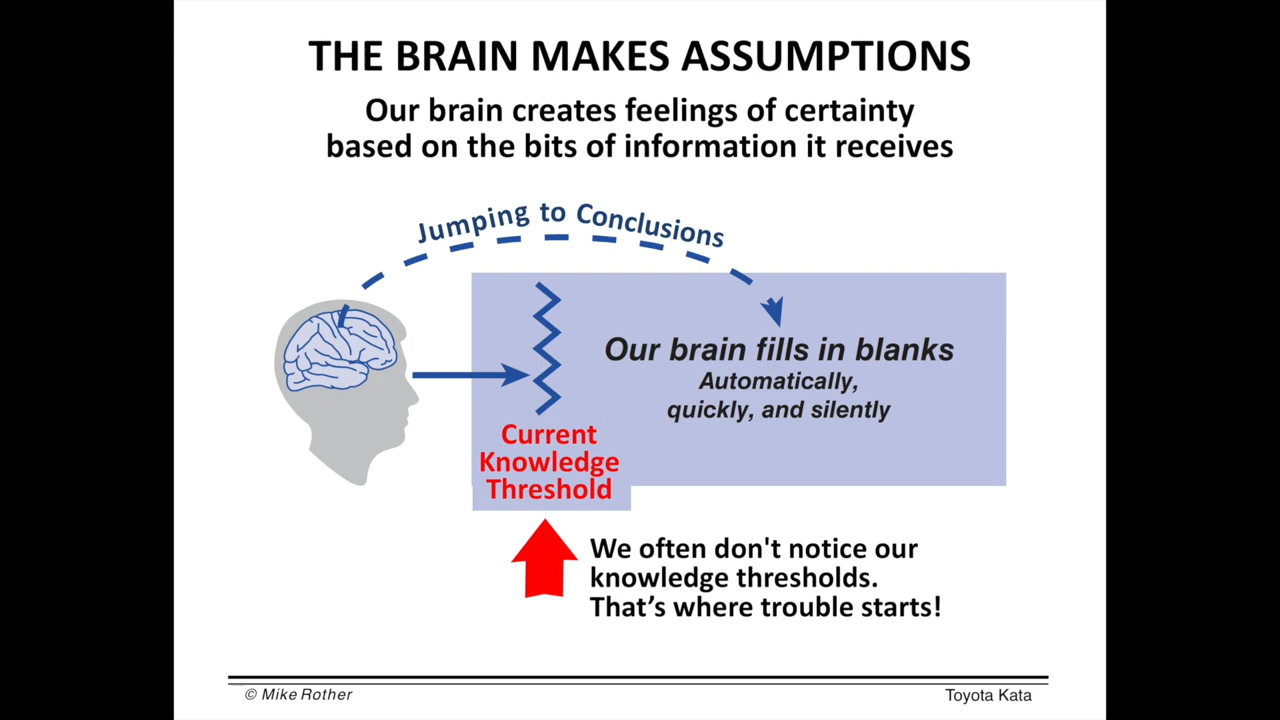 THE BRAIN MAKES ASSUMPTIONS
Our brain creates feelings of certainty
based on the bits of information it receives
Jumping to Conclusions
Our brain fills in blanks
Automatically,
quickly, and silently
Current
Knowledge
Threshold
We often don't notice our
knowledge thresholds.
That’s where trouble starts!
© Mike Rother
Toyota Kata